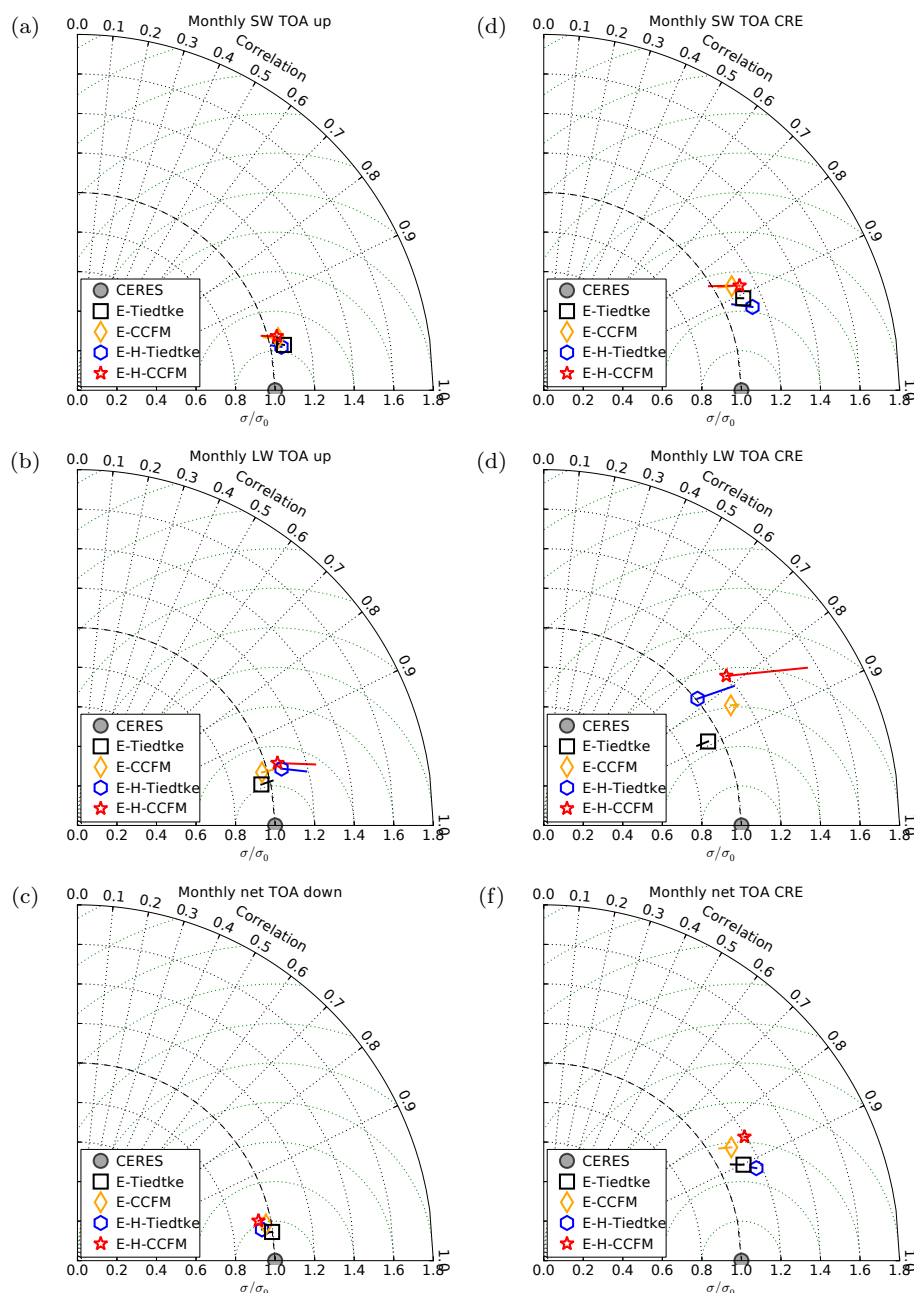 (a)
Monthly SW TOA up
0.0
0.1
0.2
0.3
0.4
0.5
0.6
0.7
0.8
0.9
1.0
Correlation
CERES
E-Tiedtke
E-CCFM
E-H-Tiedtke
E-H-CCFM
0.0 0.2 0.4 0.6 0.8 1.0 1.2 1.4 1.6 1.8
σ/σ₀
(d)
Monthly SW TOA CRE
0.0
0.1
0.2
0.3
0.4
0.5
0.6
0.7
0.8
0.9
1.0
Correlation
CERES
E-Tiedtke
E-CCFM
E-H-Tiedtke
E-H-CCFM
0.0 0.2 0.4 0.6 0.8 1.0 1.2 1.4 1.6 1.8
σ/σ₀
(b)
Monthly LW TOA up
0.0
0.1
0.2
0.3
0.4
0.5
0.6
0.7
0.8
0.9
1.0
Correlation
CERES
E-Tiedtke
E-CCFM
E-H-Tiedtke
E-H-CCFM
0.0 0.2 0.4 0.6 0.8 1.0 1.2 1.4 1.6 1.8
σ/σ₀
(d)
Monthly LW TOA CRE
0.0
0.1
0.2
0.3
0.4
0.5
0.6
0.7
0.8
0.9
1.0
Correlation
CERES
E-Tiedtke
E-CCFM
E-H-Tiedtke
E-H-CCFM
0.0 0.2 0.4 0.6 0.8 1.0 1.2 1.4 1.6 1.8
σ/σ₀
(c)
Monthly net TOA down
0.0
0.1
0.2
0.3
0.4
0.5
0.6
0.7
0.8
0.9
1.0
Correlation
CERES
E-Tiedtke
E-CCFM
E-H-Tiedtke
E-H-CCFM
0.0 0.2 0.4 0.6 0.8 1.0 1.2 1.4 1.6 1.8
σ/σ₀
(f)
Monthly net TOA CRE
0.0
0.1
0.2
0.3
0.4
0.5
0.6
0.7
0.8
0.9
1.0
Correlation
CERES
E-Tiedtke
E-CCFM
E-H-Tiedtke
E-H-CCFM
0.0 0.2 0.4 0.6 0.8 1.0 1.2 1.4 1.6 1.8
σ/σ₀